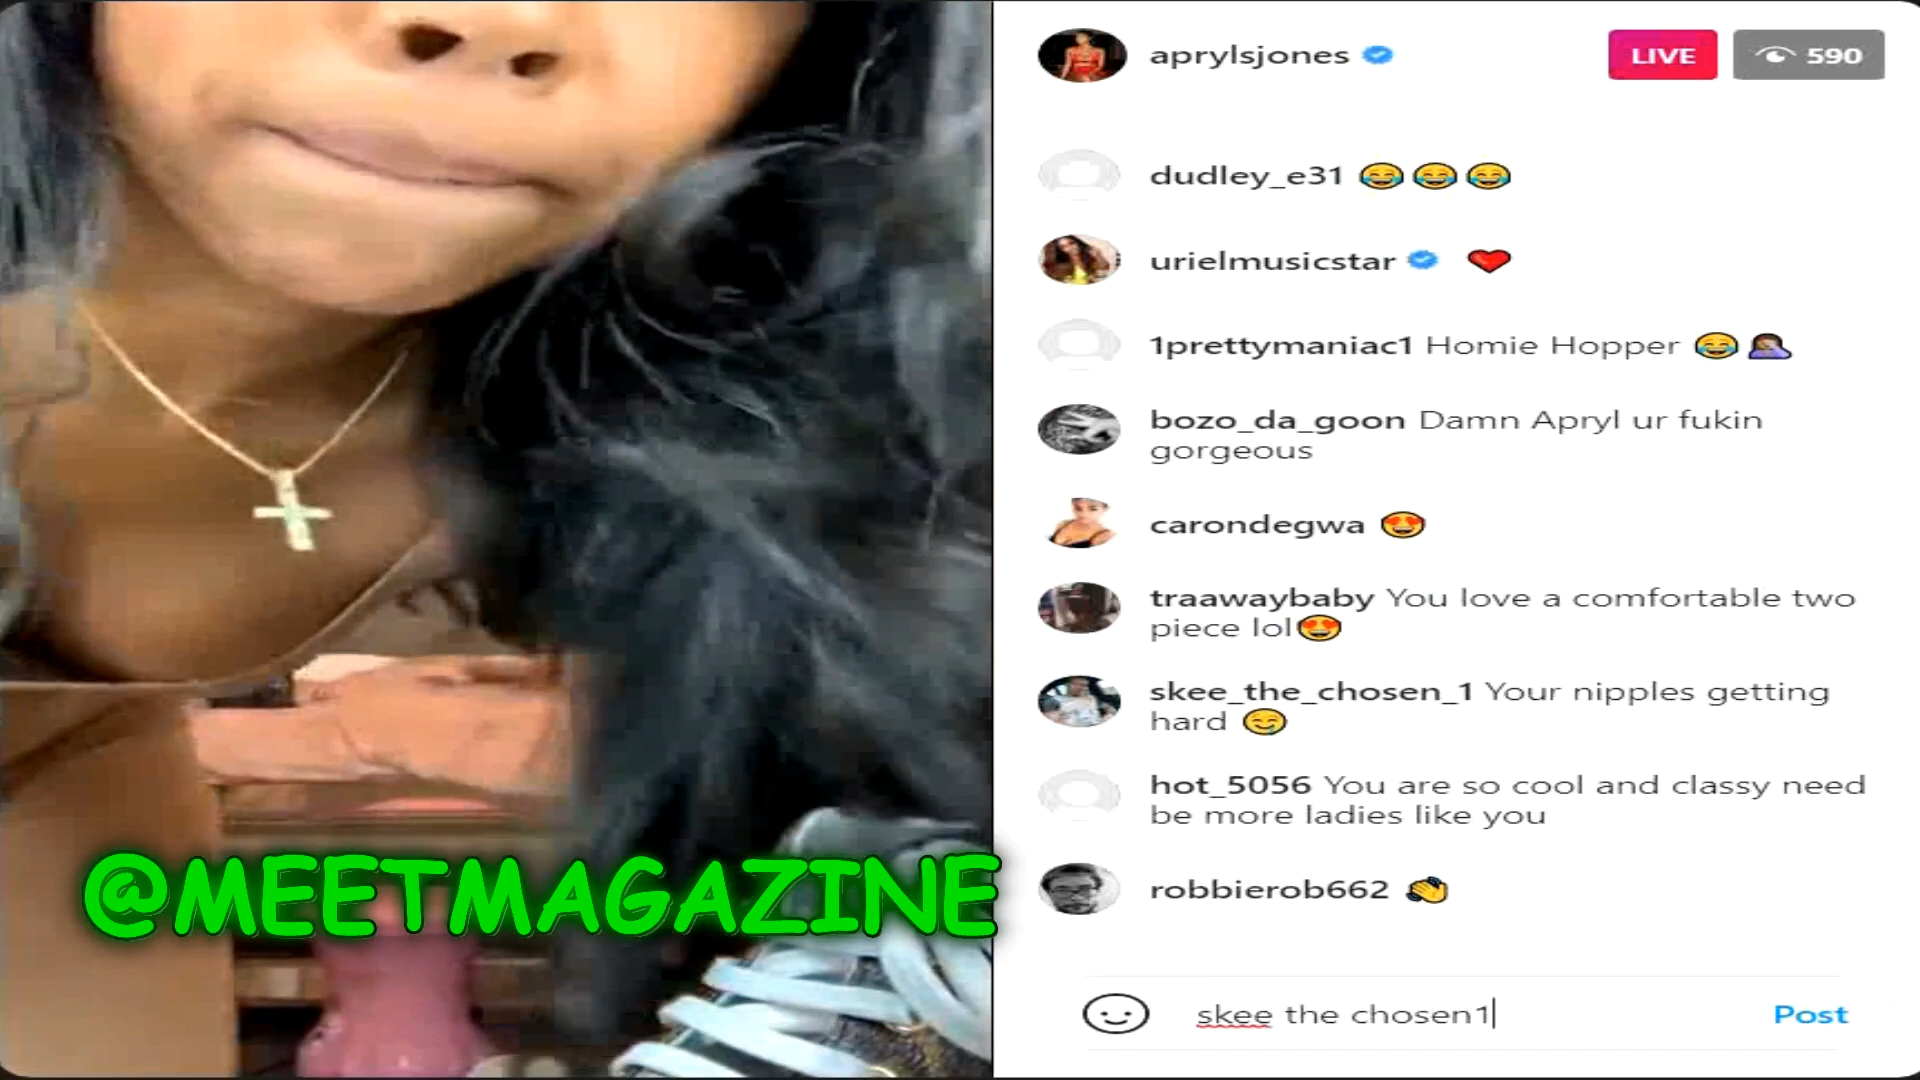 aprylsjones
LIVE
590
dudley_e31 😂😂😂
urielmusicstar ❤️
1prettymaniac1 Homie Hopper 😂🤦🏾‍♀️
bozo_da_goon Damn Apryl ur fukin
gorgeous
carondegwa 😍
traawaybaby You love a comfortable two
piece lol😍
skee_the_chosen_1 Your nipples getting
hard 🤤
hot_5056 You are so cool and classy need
be more ladies like you
robbierob662 👏
skee the chosen1
Post
@MEETMAGAZINE